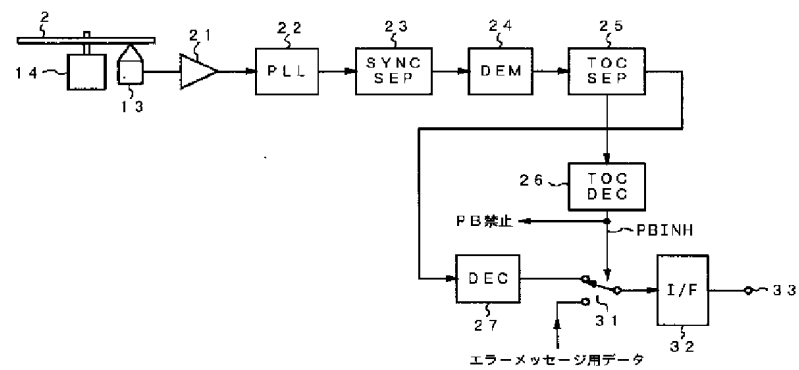 2
14
13
21
22
PLL
23
SYNC
SEP
24
DEM
25
TOC
SEP
26
TOC
DEC
PB禁止
PBINH
DEC
27
31
I/F
32
33
エラーメッセージ用データ